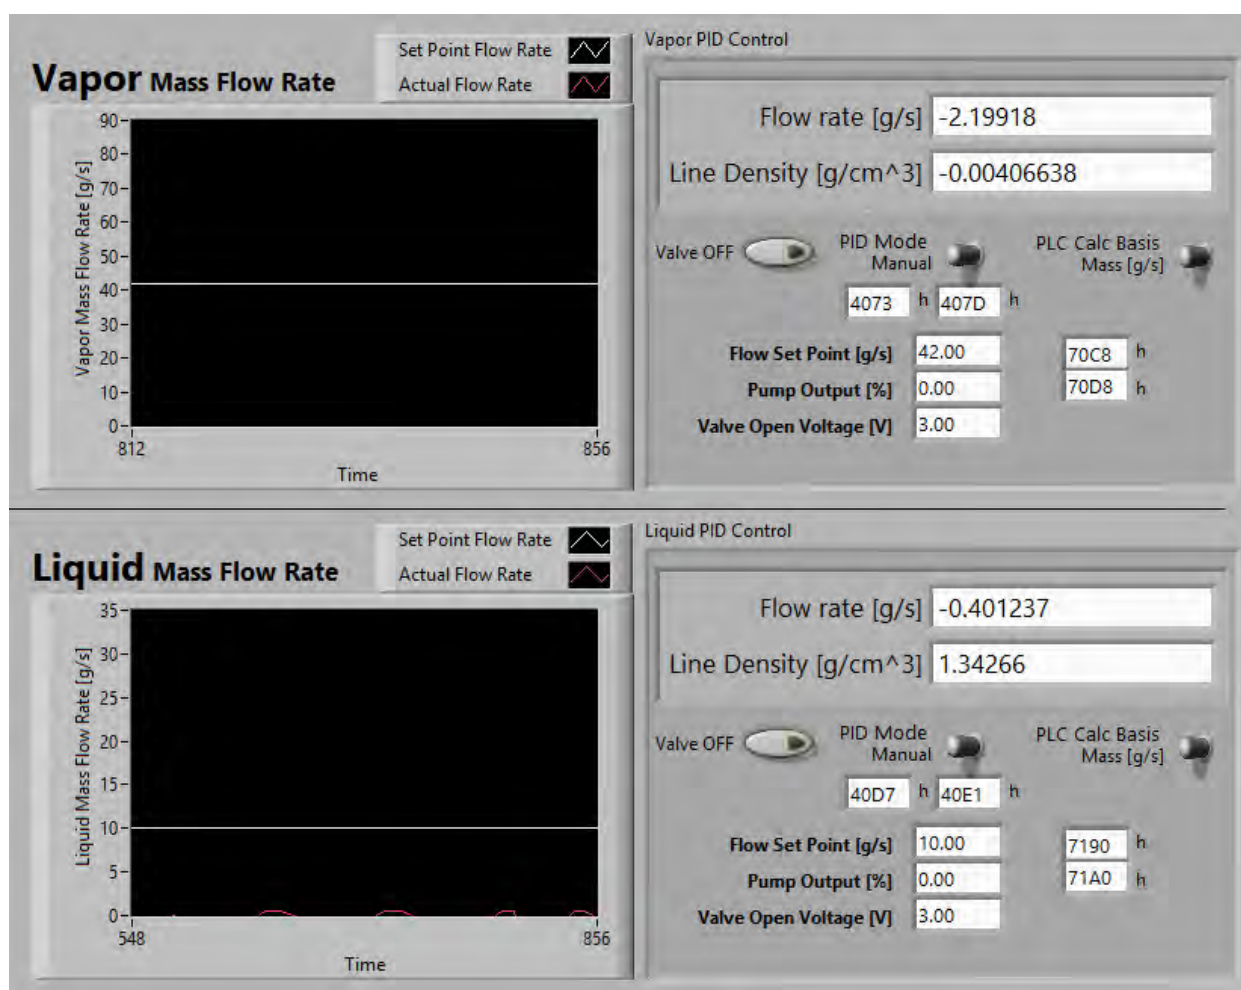 Set Point Flow Rate
Vapor Mass Flow Rate
Actual Flow Rate
90
80
70
60
50
40
30
20
10
0
Vapor Mass Flow Rate [g/s]
812
856
Time
Vapor PID Control
Flow rate [g/s] -2.19918
Line Density [g/cm^3] -0.00406638
Valve OFF
PID Mode
Manual
PLC Calc Basis
Mass [g/s]
4073 h 407D h
Flow Set Point [g/s] 42.00 70C8 h
Pump Output [%] 0.00 70D8 h
Valve Open Voltage [V] 3.00
Set Point Flow Rate
Liquid Mass Flow Rate
Actual Flow Rate
35
30
25
20
15
10
5
0
Liquid Mass Flow Rate [g/s]
548
856
Time
Liquid PID Control
Flow rate [g/s] -0.401237
Line Density [g/cm^3] 1.34266
Valve OFF
PID Mode
Manual
PLC Calc Basis
Mass [g/s]
40D7 h 40E1 h
Flow Set Point [g/s] 10.00 7190 h
Pump Output [%] 0.00 71A0 h
Valve Open Voltage [V] 3.00